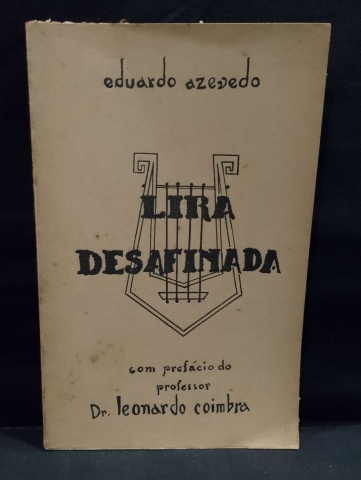 eduardo azevedo
LIRA
DESAFINADA
com prefácio do
professor
Dr. leonardo coimbra